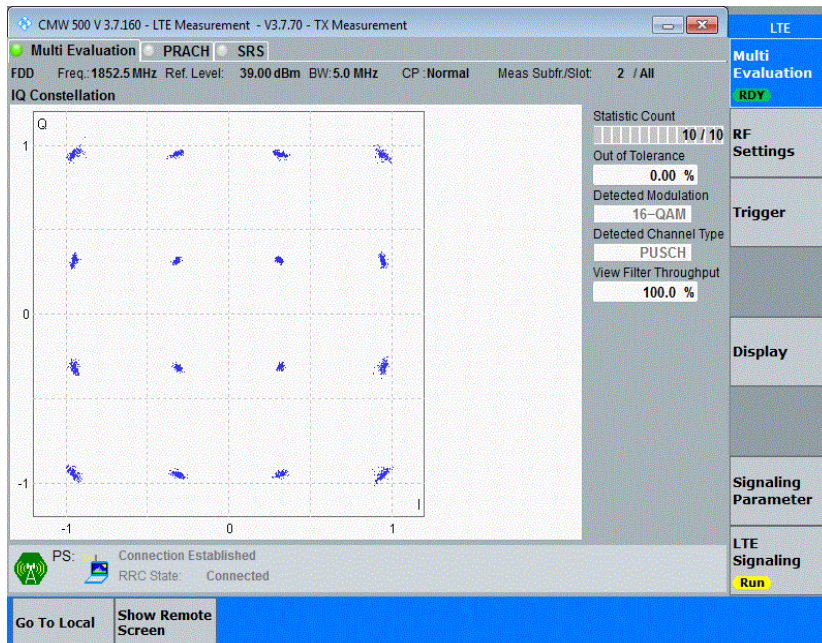 CMW 500 V 3.7.160 - LTE Measurement - V3.7.70 - TX Measurement
LTE
Multi Evaluation PRACH SRS
FDD Freq.: 1852.5 MHz Ref. Level: 39.00 dBm BW: 5.0 MHz CP : Normal Meas Subfr./Slot: 2 / All
IQ Constellation
Q
1
0
-1
I
-1 0 1
Statistic Count
10 / 10
Out of Tolerance
0.00 %
Detected Modulation
16-QAM
Detected Channel Type
PUSCH
View Filter Throughput
100.0 %
Multi
Evaluation
RDY
RF
Settings
Trigger
Display
Signaling
Parameter
LTE
Signaling
Run
PS: Connection Established
RRC State: Connected
Go To Local
Show Remote
Screen